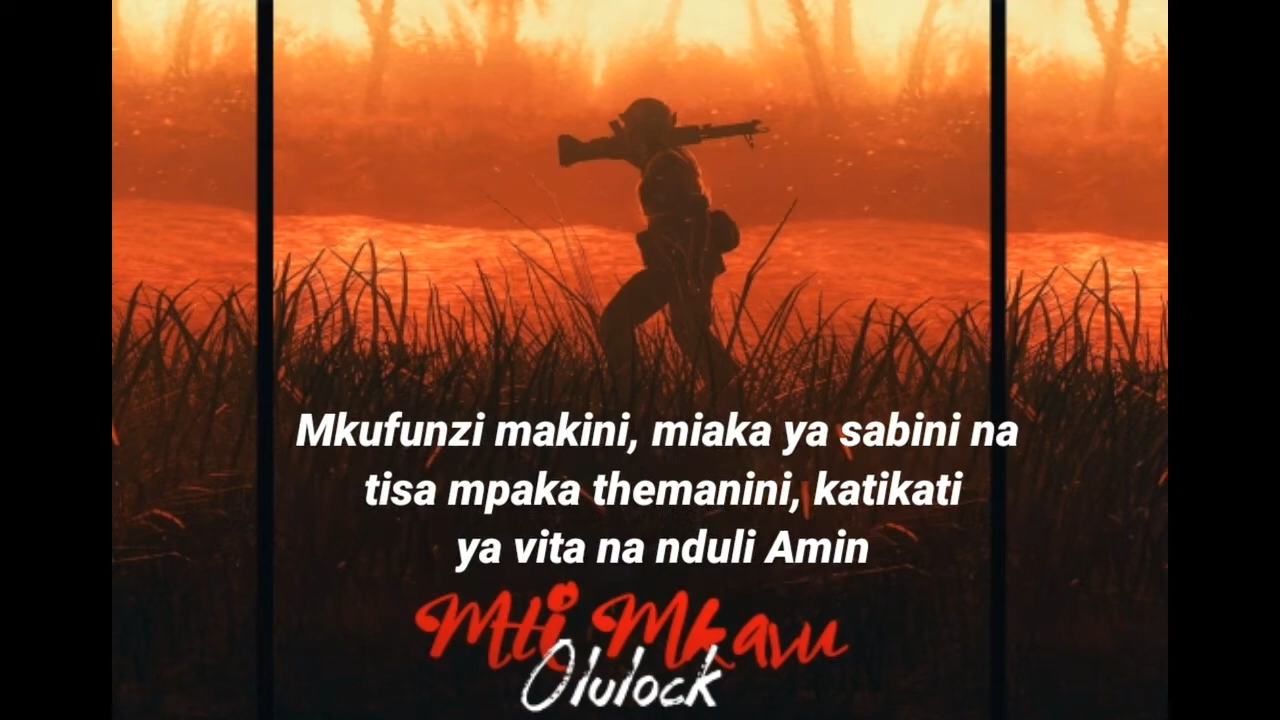 Mkufunzi makini, miaka ya sabini na
tisa mpaka themanini, katikati
ya vita na nduli Amin
Mti Mkavu
Olulock